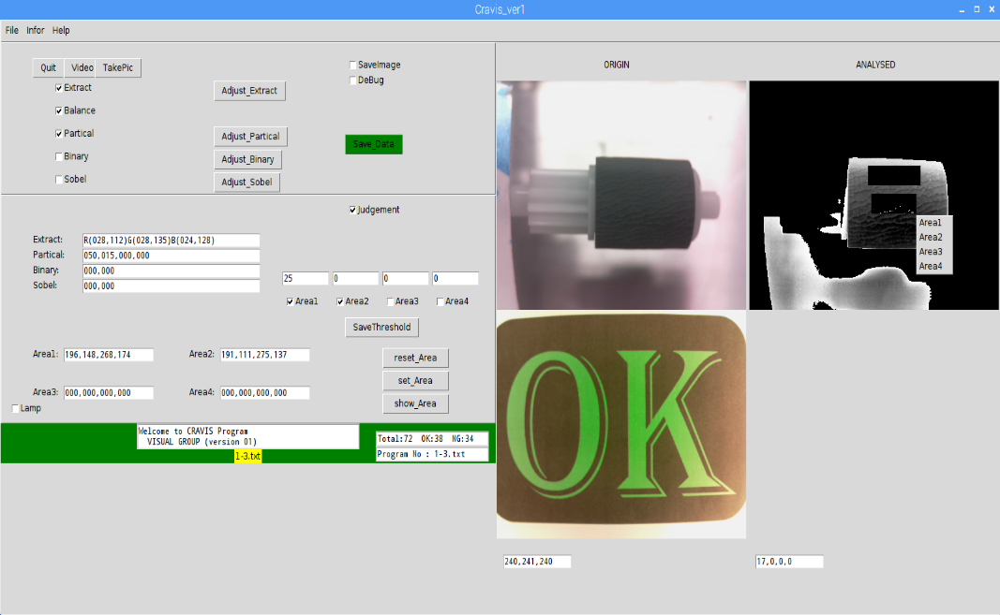 Cravis_ver1
File Infor Help
Quit Video TakePic
SaveImage
DeBug
Extract
Adjust_Extract
Balance
Partical
Adjust_Partical
Save_Data
Binary
Adjust_Binary
Sobel
Adjust_Sobel
Judgement
Extract: R(028,112)G(028,135)B(024,128)
Partical: 050,015,000,000
Binary: 000,000
Sobel: 000,000
25 0 0 0
Area1 Area2 Area3 Area4
SaveThreshold
Area1: 196,148,268,174 Area2: 191,111,275,137
reset_Area
set_Area
Area3: 000,000,000,000 Area4: 000,000,000,000
show_Area
Lamp
Welcome to CRAVIS Program
VISUAL GROUP (version 01)
1-3.txt
Total:72 OK:38 NG:34
Program No : 1-3.txt
ORIGIN
ANALYSED
Area1
Area2
Area3
Area4
OK
240,241,240
17,0,0,0